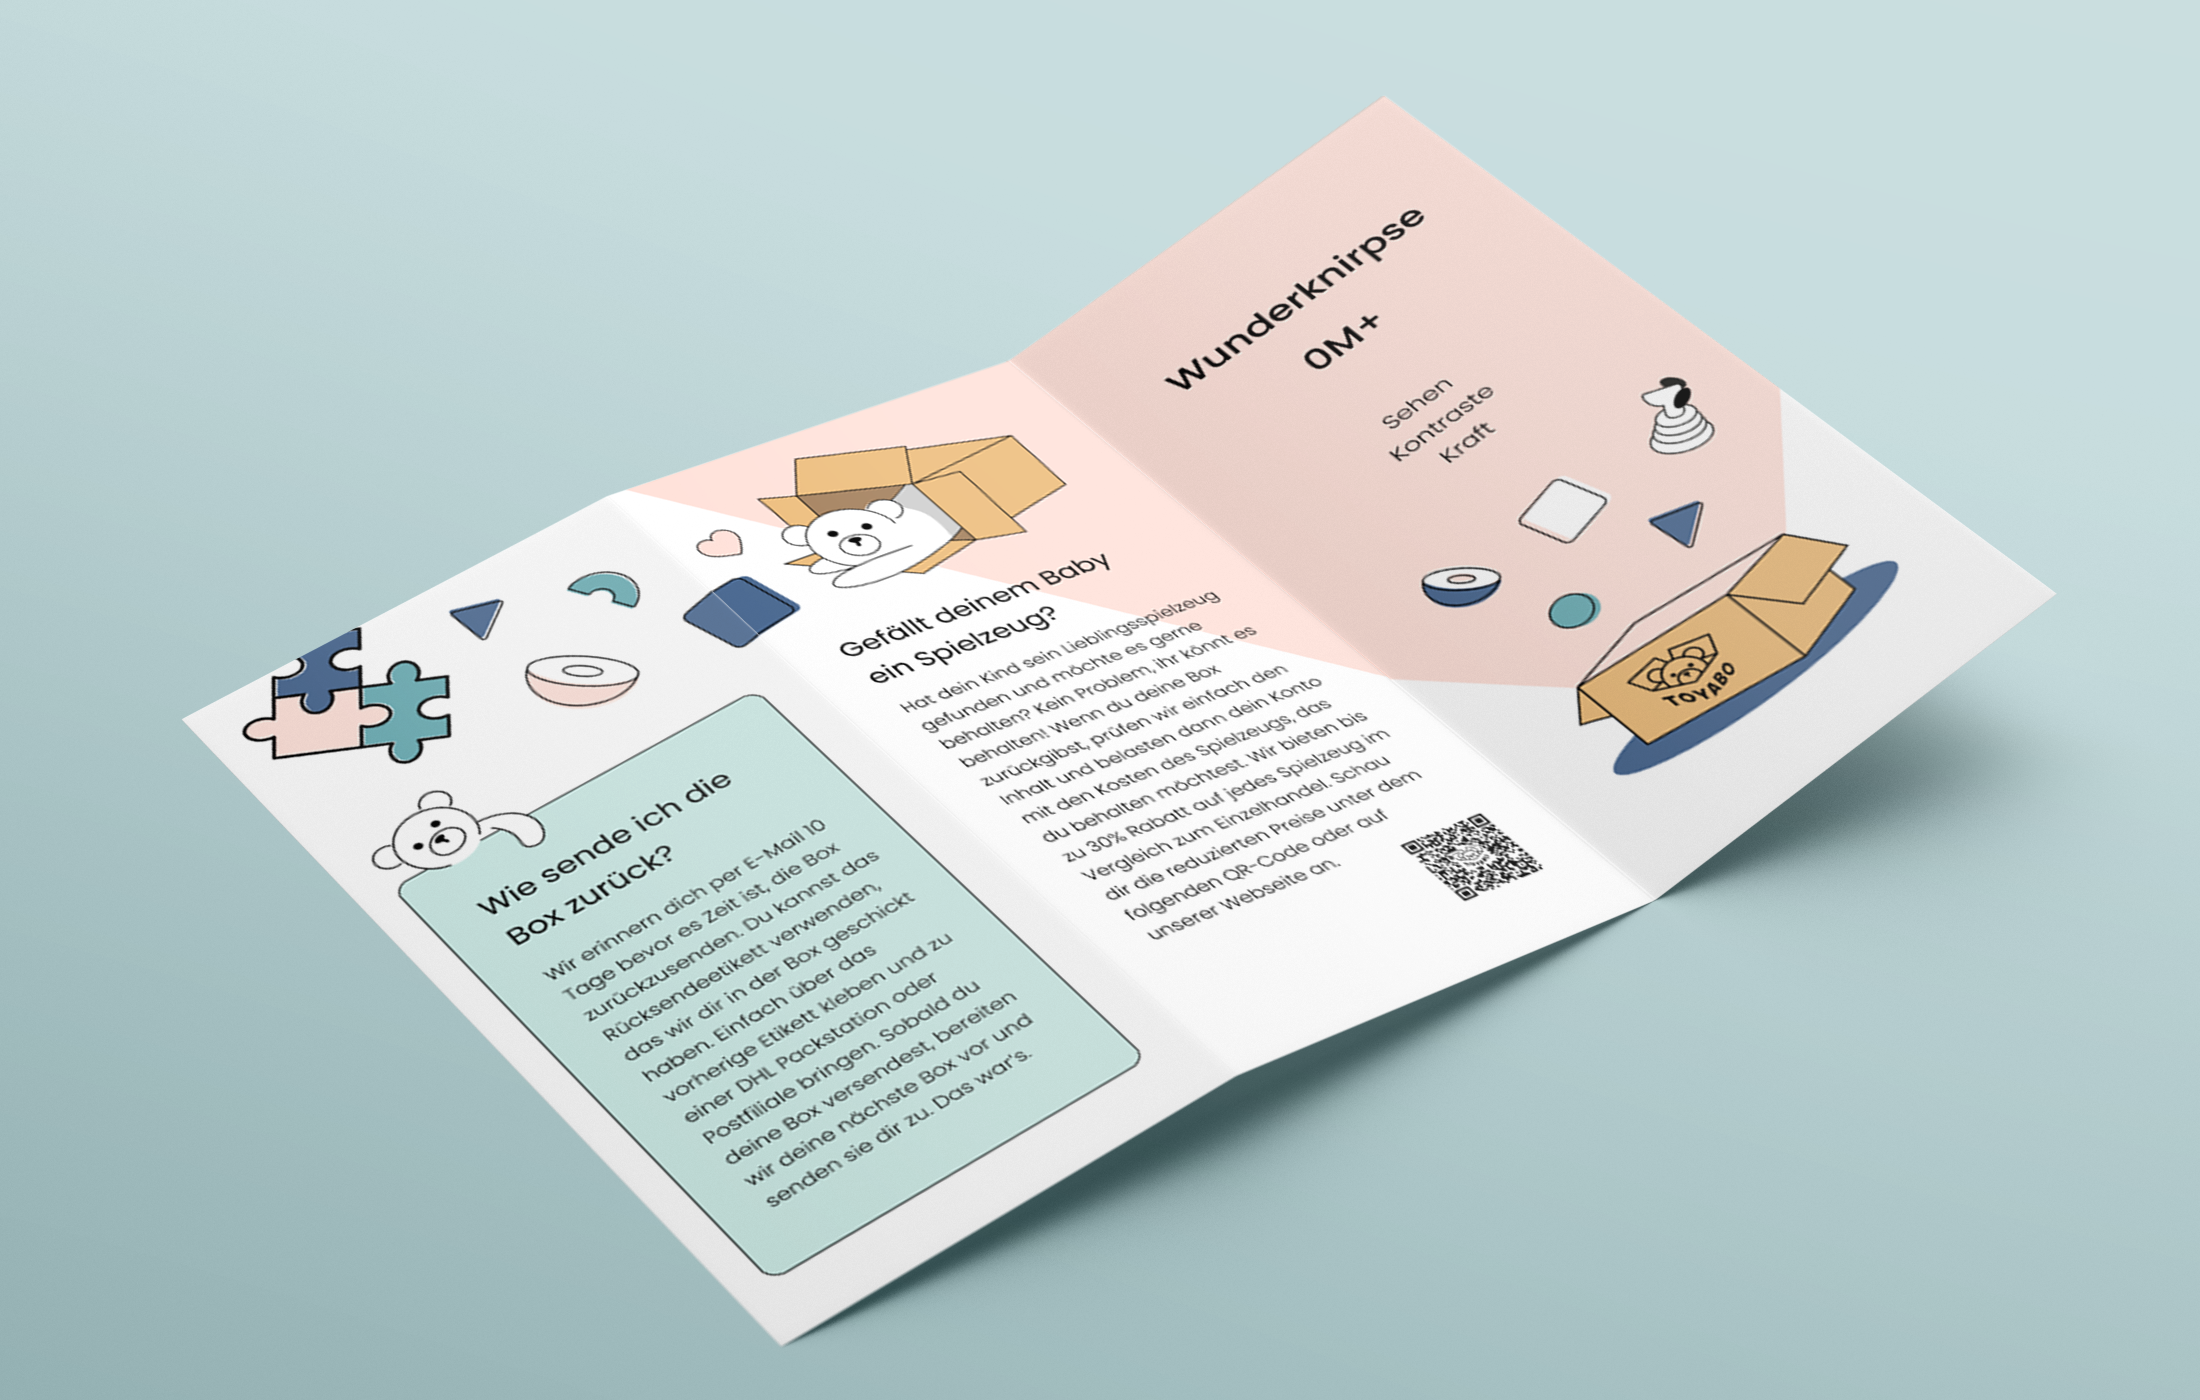 Wie sende ich die
Box zurück?
Wir erinnern dich per E-Mail 10
Tage bevor es Zeit ist, die Box
zurückzusenden. Du kannst das
Rücksendeetikett verwenden,
das wir dir in der Box geschickt
haben. Einfach über das
vorherige Etikett kleben und zu
einer DHL Packstation oder
Postfiliale bringen. Sobald du
deine Box versendest, bereiten
wir deine nächste Box vor und
senden sie dir zu. Das war's.
Gefällt deinem Baby
ein Spielzeug?
Hat dein Kind sein Lieblingsspielzeug
gefunden und möchte es gerne
behalten? Kein Problem, ihr könnt es
behalten! Wenn du deine Box
zurückgibst, prüfen wir einfach den
Inhalt und belasten dann dein Konto
mit den Kosten des Spielzeugs, das
du behalten möchtest. Wir bieten bis
zu 30% Rabatt auf jedes Spielzeug im
Vergleich zum Einzelhandel. Schau
dir die reduzierten Preise unter dem
folgenden QR-Code oder auf
unserer Webseite an.
Wunderknirpse
0M+
Sehen
Kontraste
Kraft
TOYABO